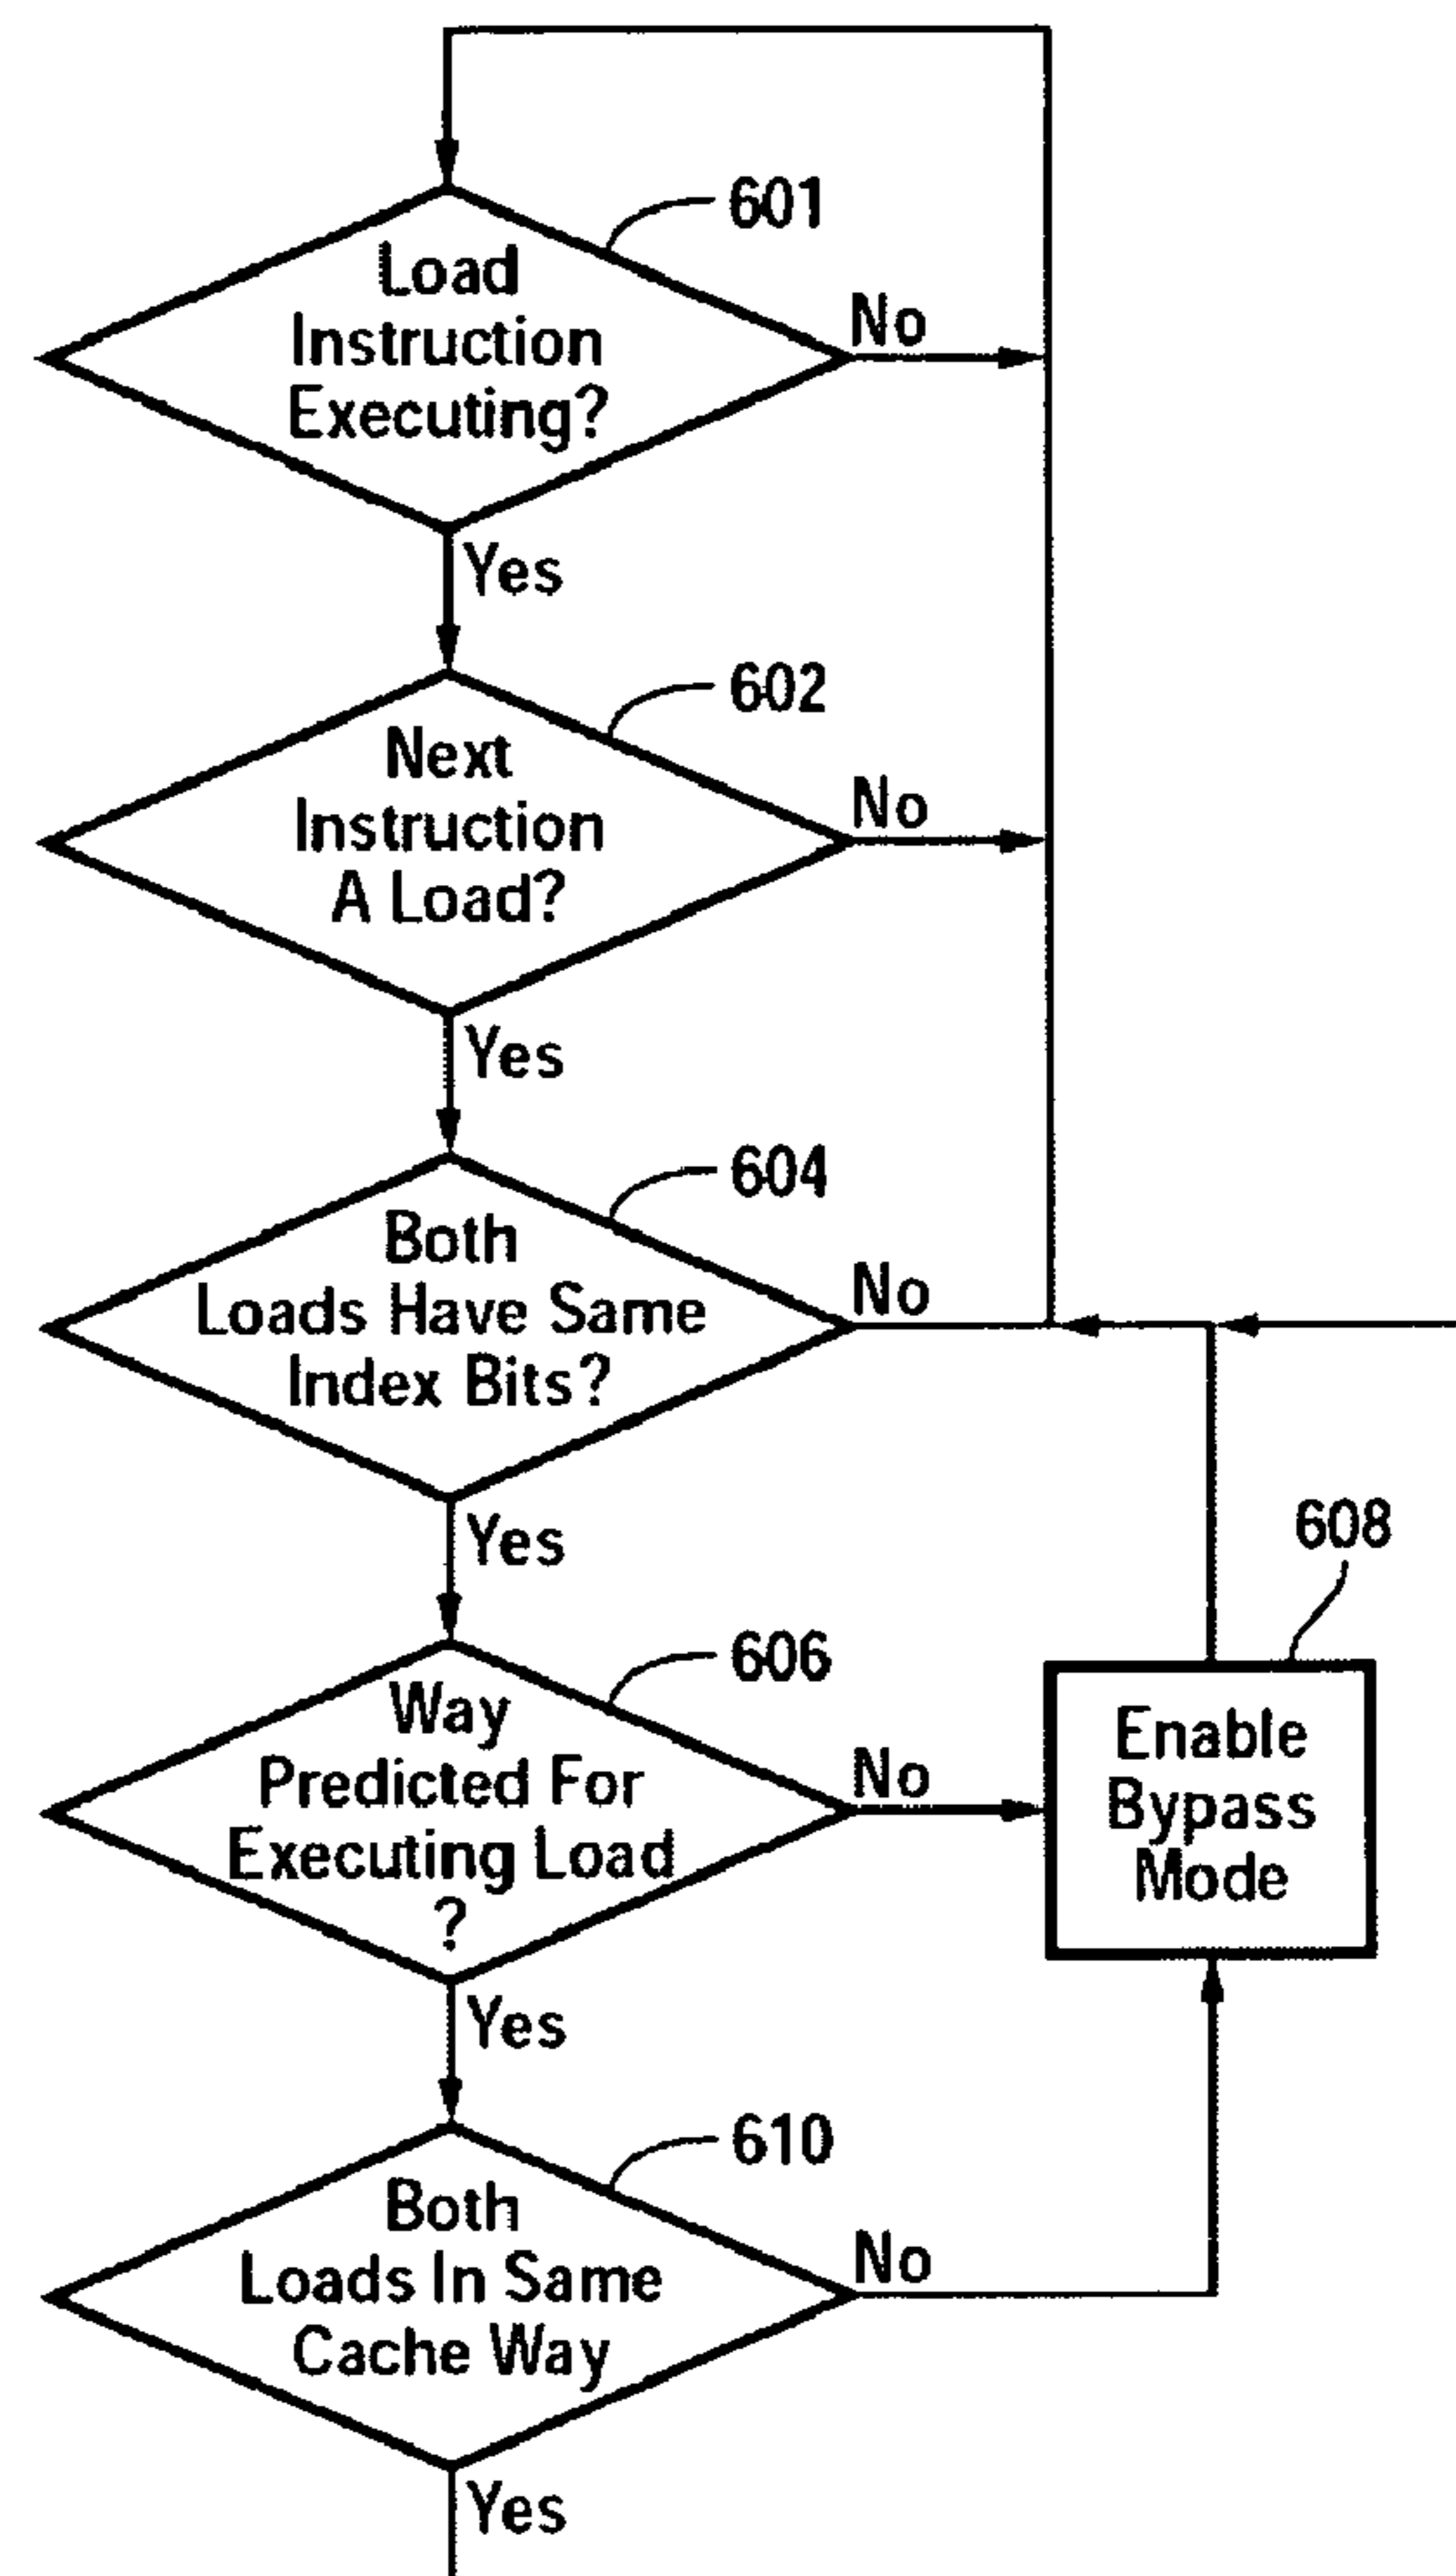 601
Load
Instruction
Executing?
No
Yes
602
Next
Instruction
A Load?
No
Yes
604
Both
Loads Have Same
Index Bits?
No
Yes
606
Way
Predicted For
Executing Load
?
No
Yes
608
Enable
Bypass
Mode
610
Both
Loads In Same
Cache Way
No
Yes